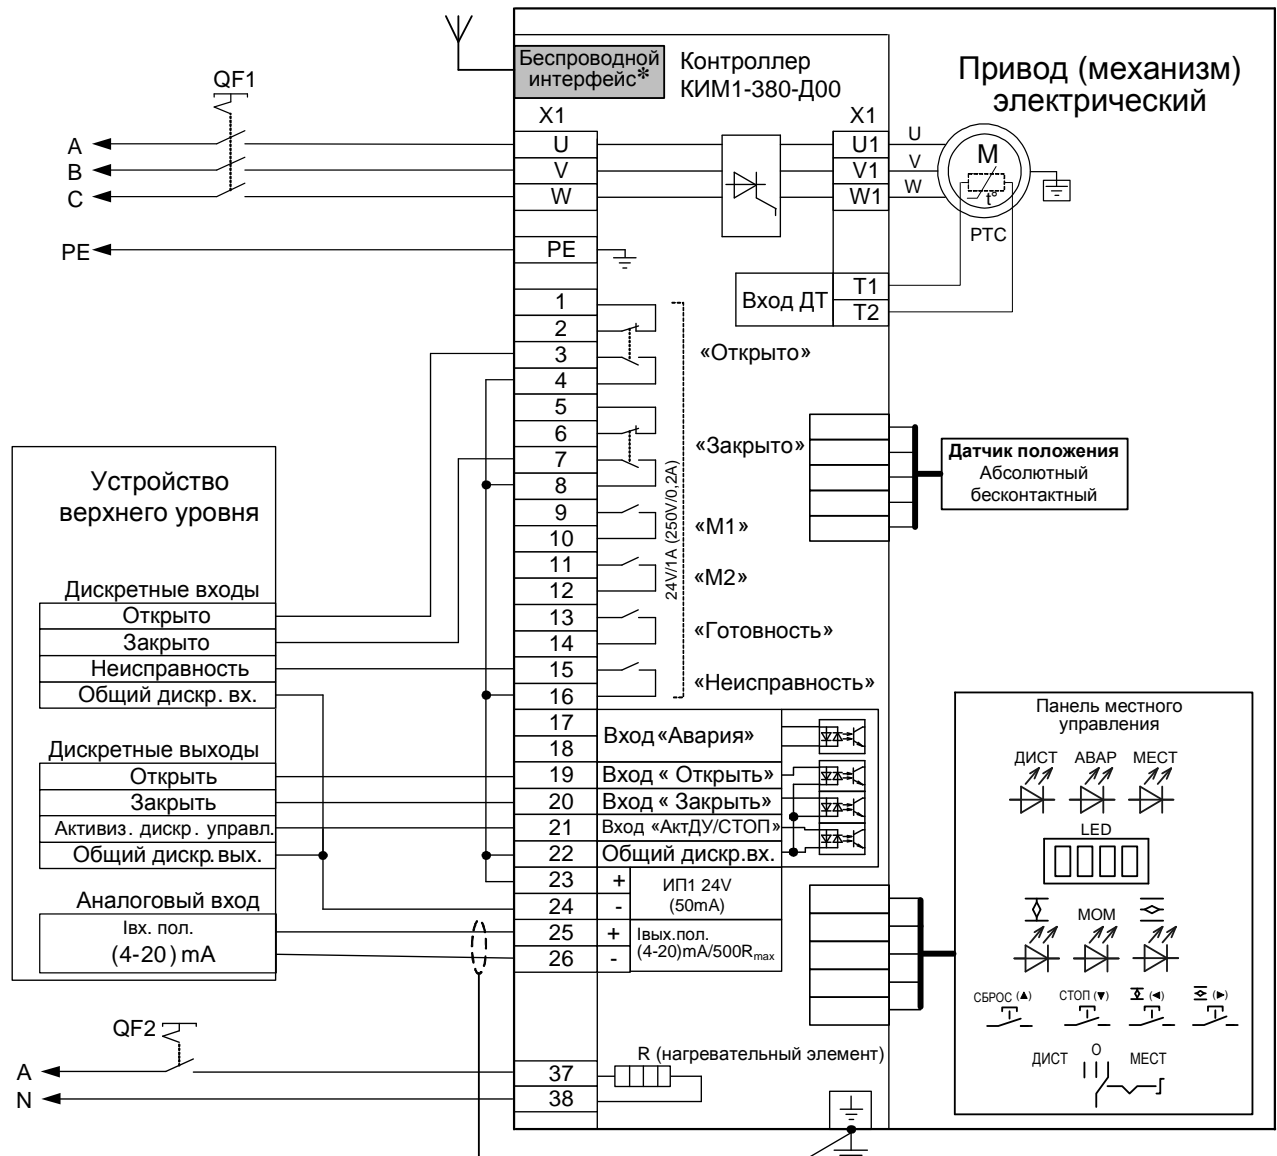 Беспроводной
интерфейс*
Контроллер
КИМ1-380-Д00
Привод (механизм)
электрический
QF1
X1
X1
A
B
C
PE
U
V
W
PE
U1
V1
W1
U
V
W
M
t°
PTC
Вход ДТ
T1
T2
1
2
3
4
5
6
7
8
9
10
11
12
13
14
15
16
17
18
19
20
21
22
23
24
25
26
37
38
«Открыто»
«Закрыто»
«М1»
«М2»
«Готовность»
«Неисправность»
24V/1A (250V/0,2A)
Датчик положения
Абсолютный
бесконтактный
Устройство
верхнего уровня
Дискретные входы
Открыто
Закрыто
Неисправность
Общий дискр. вх.
Дискретные выходы
Открыть
Закрыть
Активиз. дискр. управл.
Общий дискр. вых.
Аналоговый вход
Iвх. пол.
(4-20) mA
Вход «Авария»
Вход « Открыть»
Вход « Закрыть»
Вход «АктДУ/СТОП»
Общий дискр.вх.
+
-
ИП1 24V
(50mA)
+
-
Iвых.пол.
(4-20)mA/500Rmax
QF2
A
N
R (нагревательный элемент)
Панель местного
управления
ДИСТ АВАР МЕСТ
LED
МОМ
СБРОС (▲) СТОП (▼) (◄) (►)
ДИСТ О МЕСТ